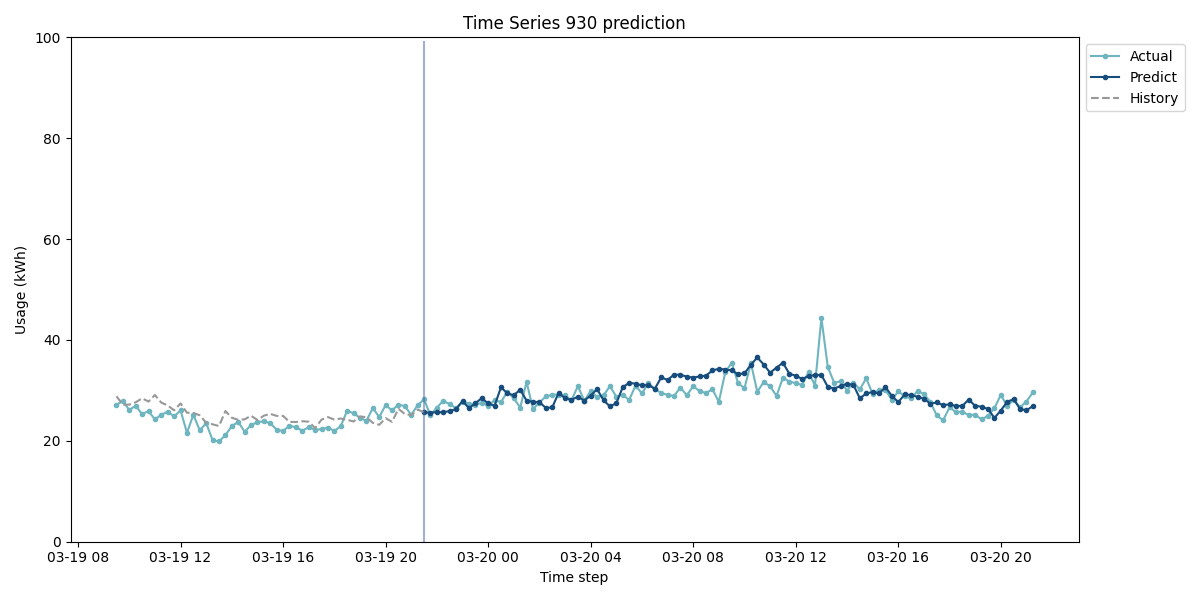 Time Series 930 prediction
100
80
60
40
20
0
Usage (kWh)
03-19 08 03-19 12 03-19 16 03-19 20 03-20 00 03-20 04 03-20 08 03-20 12 03-20 16 03-20 20
Time step
Actual
Predict
History